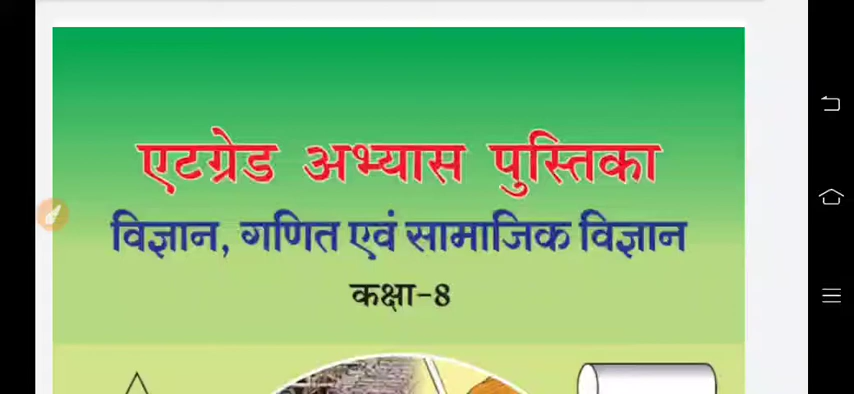 एटग्रेड अभ्यास पुस्तिका
विज्ञान, गणित एवं सामाजिक विज्ञान
कक्षा-8